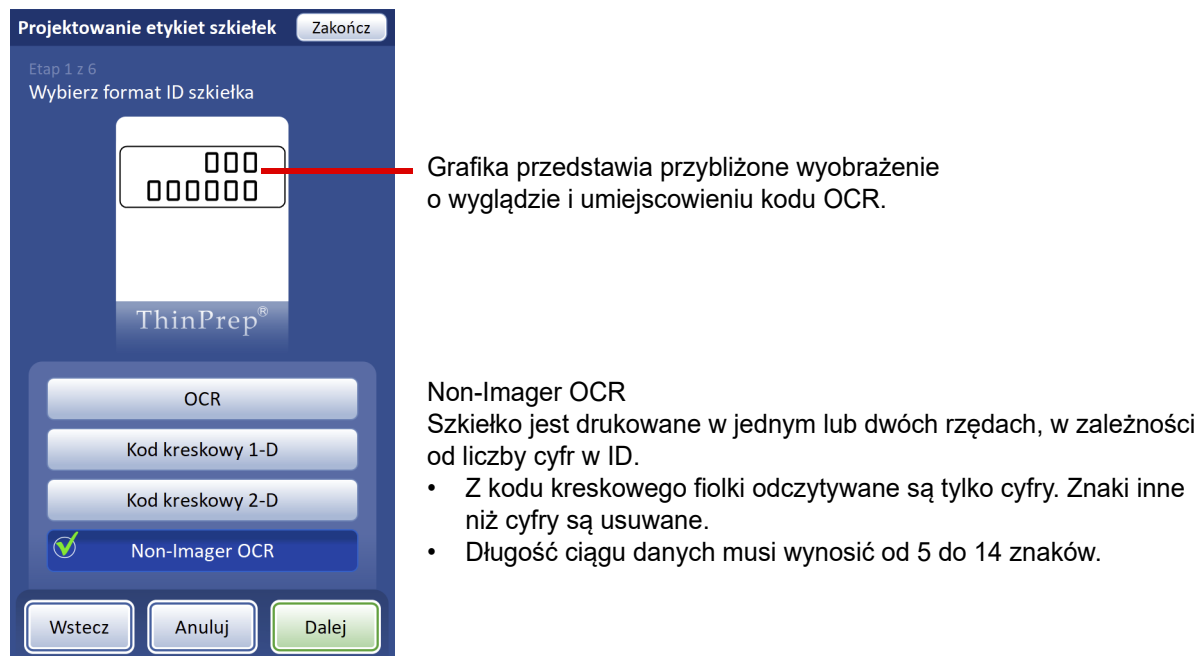 Projektowanie etykiet szkiełek
Zakończ
Etap 1 z 6
Wybierz format ID szkiełka
000
000000
ThinPrep®
OCR
Kod kreskowy 1-D
Kod kreskowy 2-D
Non-Imager OCR
Wstecz
Anuluj
Dalej
Grafika przedstawia przybliżone wyobrażenie
o wyglądzie i umiejscowieniu kodu OCR.
Non-Imager OCR
Szkiełko jest drukowane w jednym lub dwóch rzędach, w zależności
od liczby cyfr w ID.
• Z kodu kreskowego fiolki odczytywane są tylko cyfry. Znaki inne
niż cyfry są usuwane.
• Długość ciągu danych musi wynosić od 5 do 14 znaków.